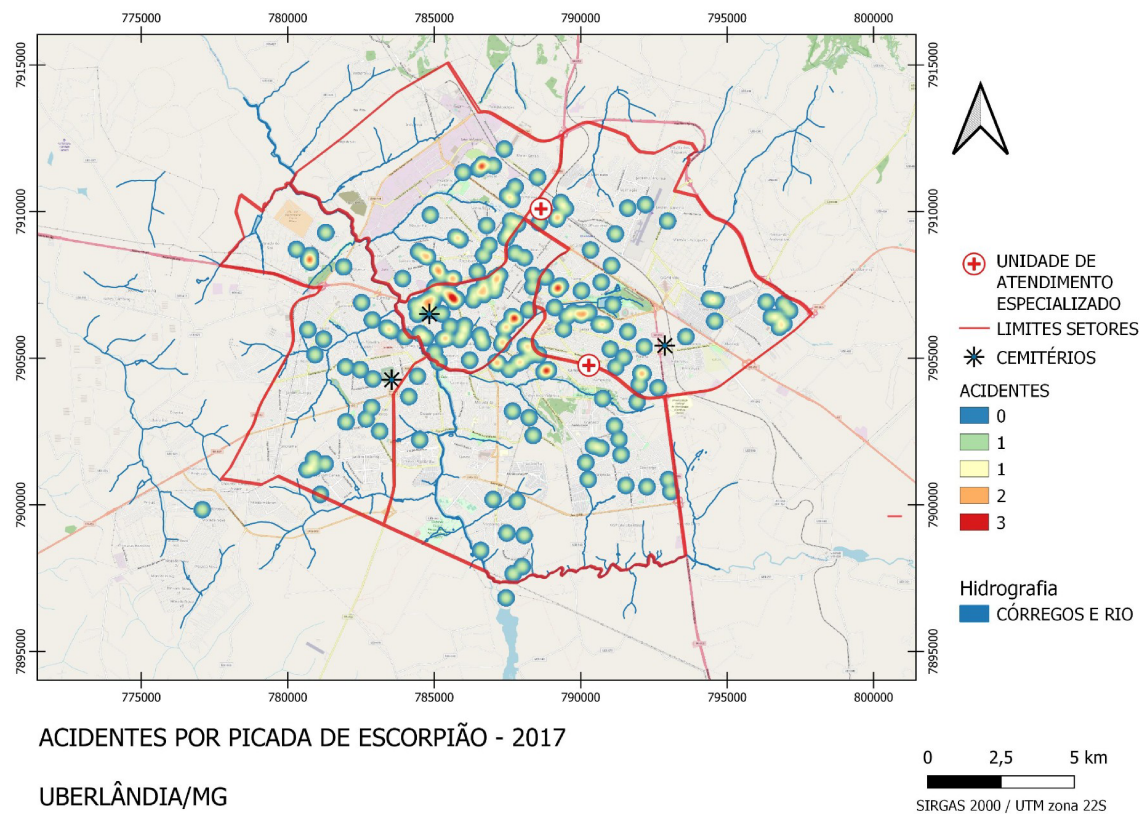 775000 780000 785000 790000 795000 800000
7915000 7915000
7910000 7910000
7905000 7905000
7900000 7900000
7895000 7895000
775000 780000 785000 790000 795000 800000
UNIDADE DE
ATENDIMENTO
ESPECIALIZADO
LIMITES SETORES
CEMITÉRIOS
ACIDENTES
0
1
1
2
3
Hidrografia
CÓRREGOS E RIO
ACIDENTES POR PICADA DE ESCORPIÃO - 2017
UBERLÂNDIA/MG
0 2,5 5 km
SIRGAS 2000 / UTM zona 22S